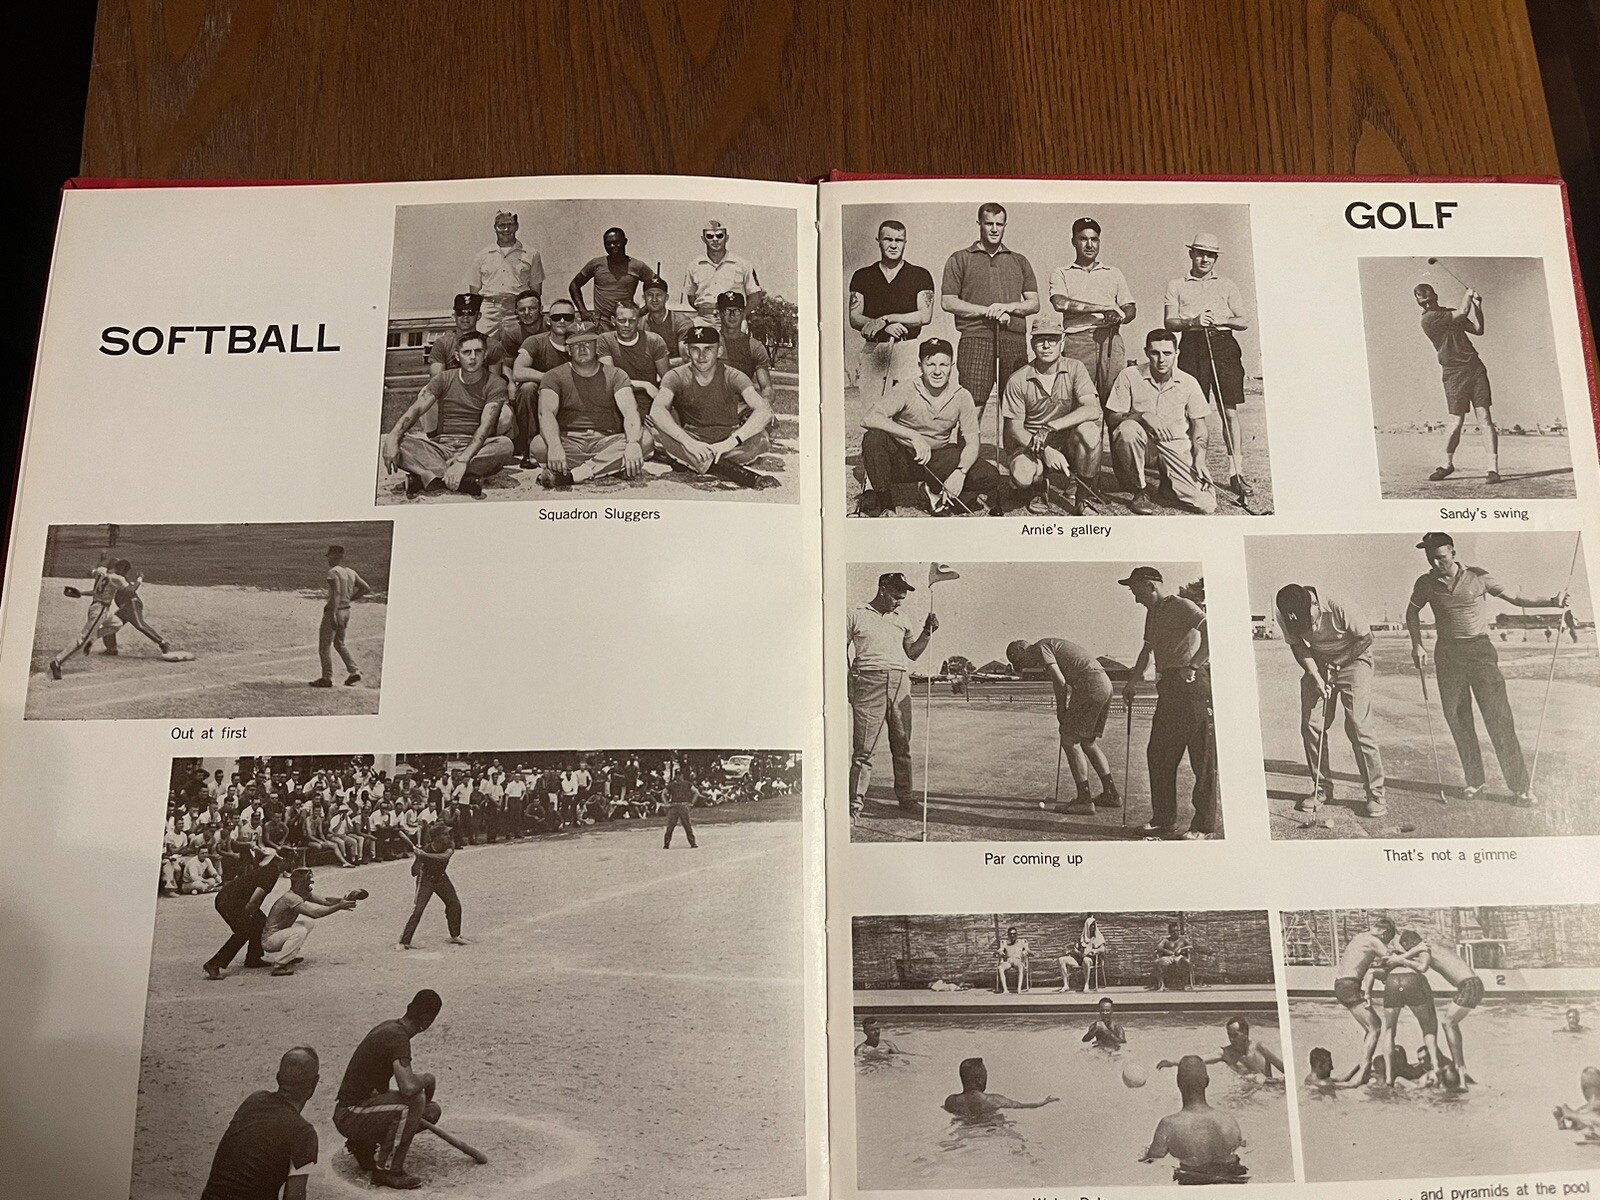 SOFTBALL
Squadron Sluggers
Out at first
GOLF
Arnie's gallery
Sandy's swing
Par coming up
That's not a gimme
M
M
2
and pyramids at the pool